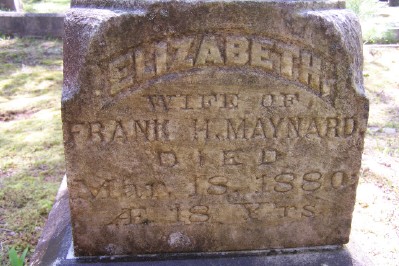 ELIZABETH,
WIFE OF
FRANK H. MAYNARD.
DIED
Mar. 18. 1880
Æ 18 Yrs